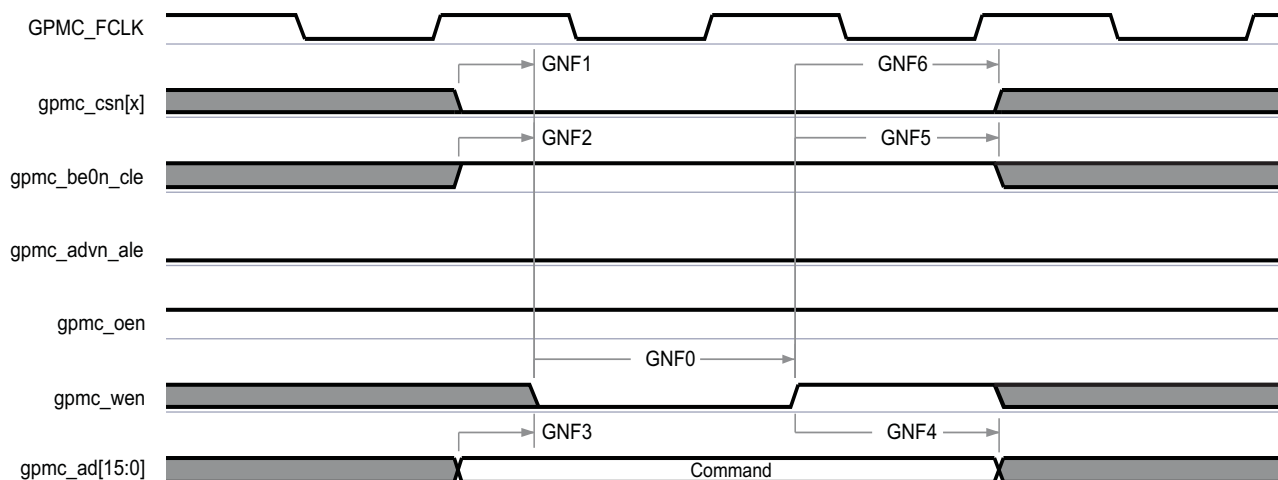 GPMC_FCLK
GNF1
GNF6
gpmc_csn[x]
GNF2
GNF5
gpmc_be0n_cle
gpmc_advn_ale
gpmc_oen
GNF0
gpmc_wen
GNF3
GNF4
gpmc_ad[15:0]
Command